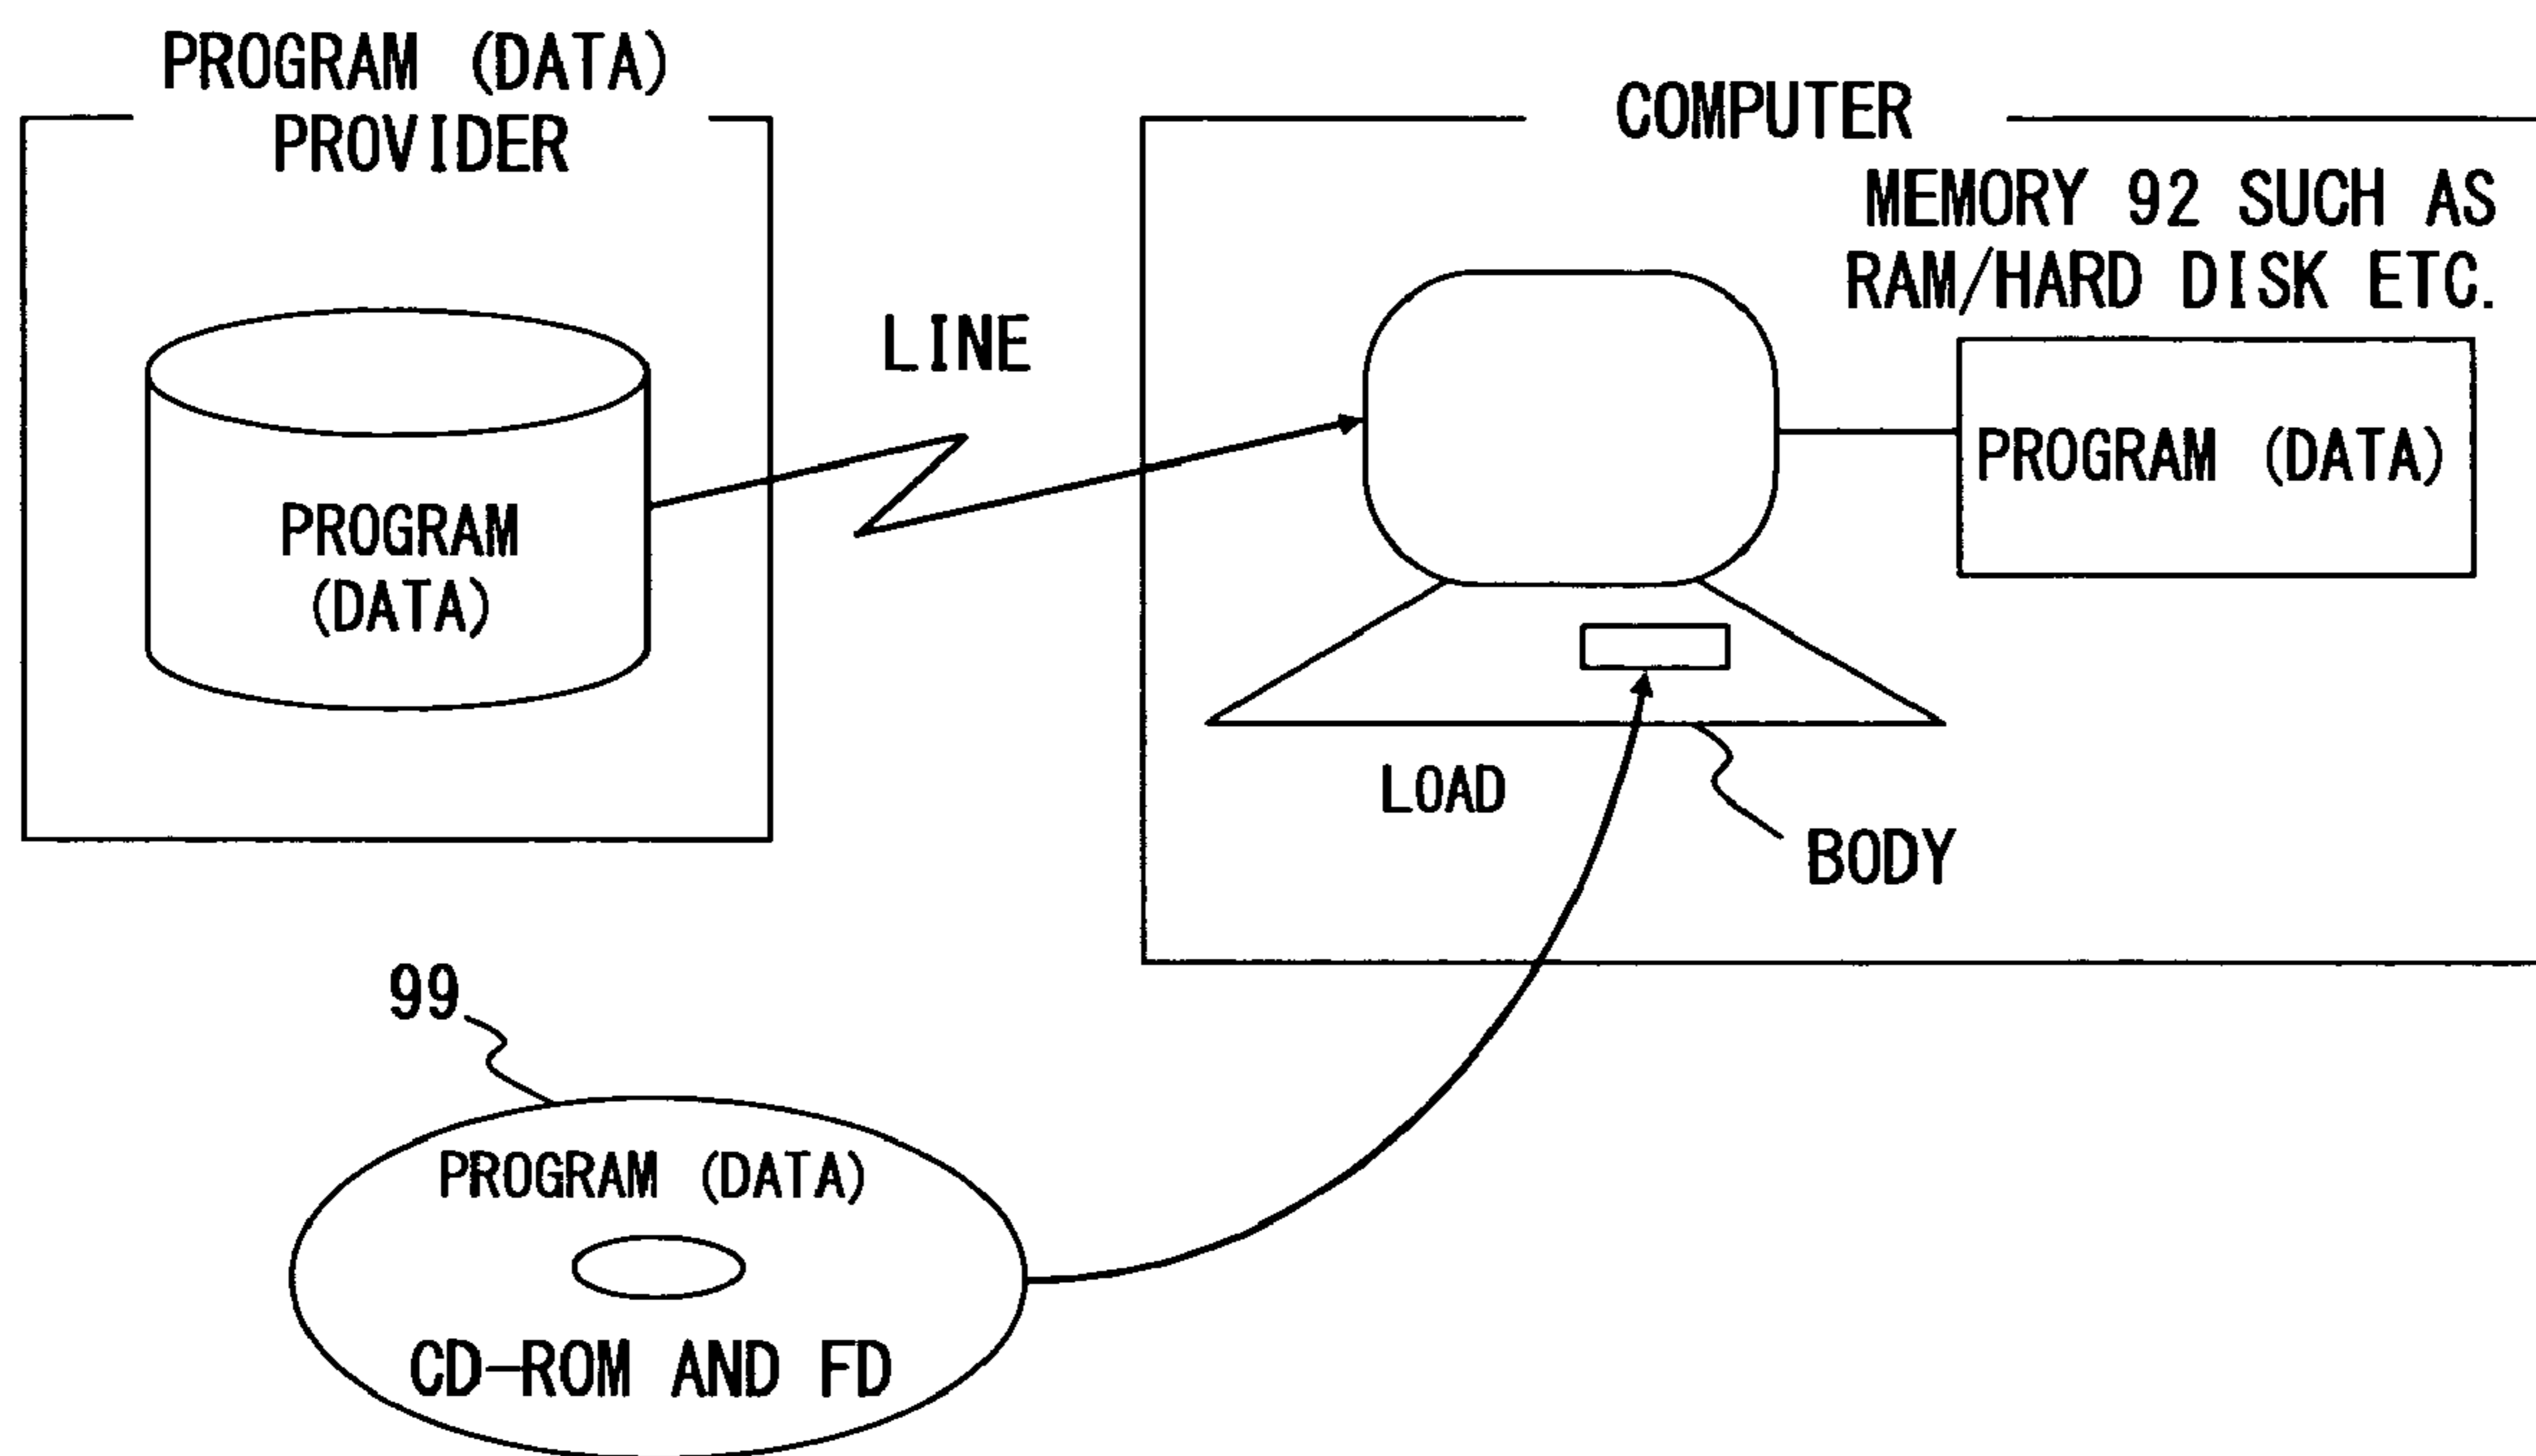 PROGRAM (DATA)
PROVIDER
PROGRAM
(DATA)
LINE
COMPUTER
MEMORY 92 SUCH AS
RAM/HARD DISK ETC.
PROGRAM (DATA)
LOAD
BODY
99
PROGRAM (DATA)
CD-ROM AND FD